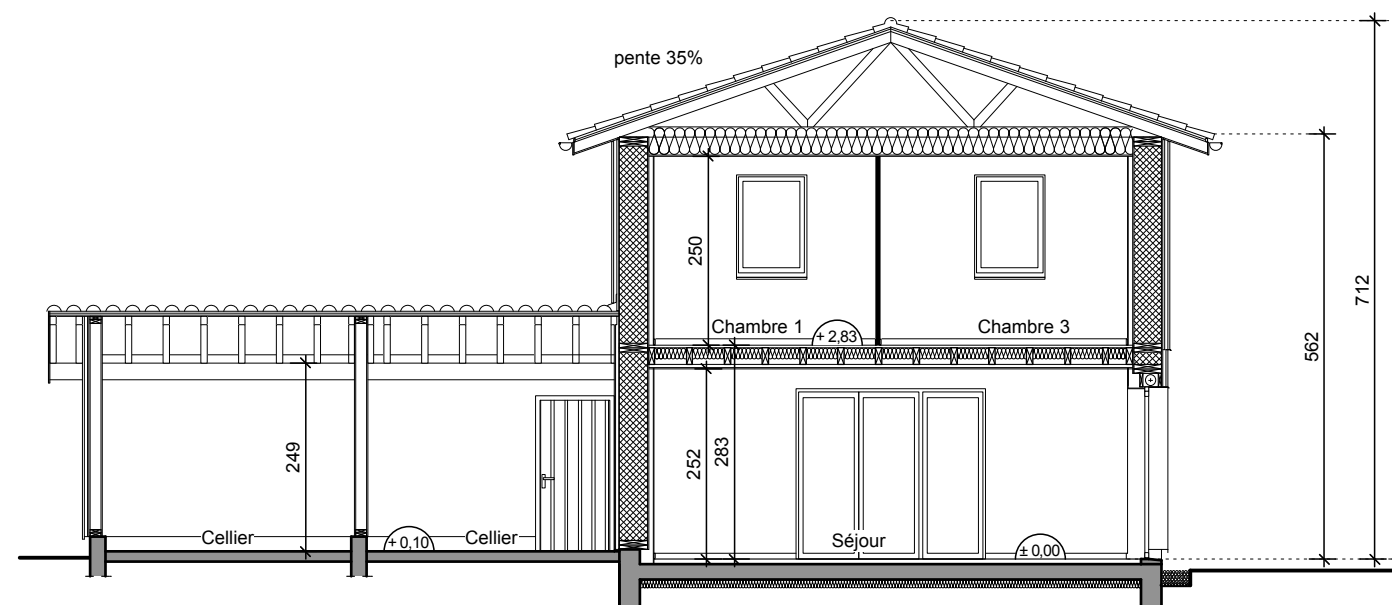 pente 35%
250
712
Chambre 1
+ 2,83
Chambre 3
562
249
252
283
Cellier
+ 0,10
Cellier
Séjour
± 0,00